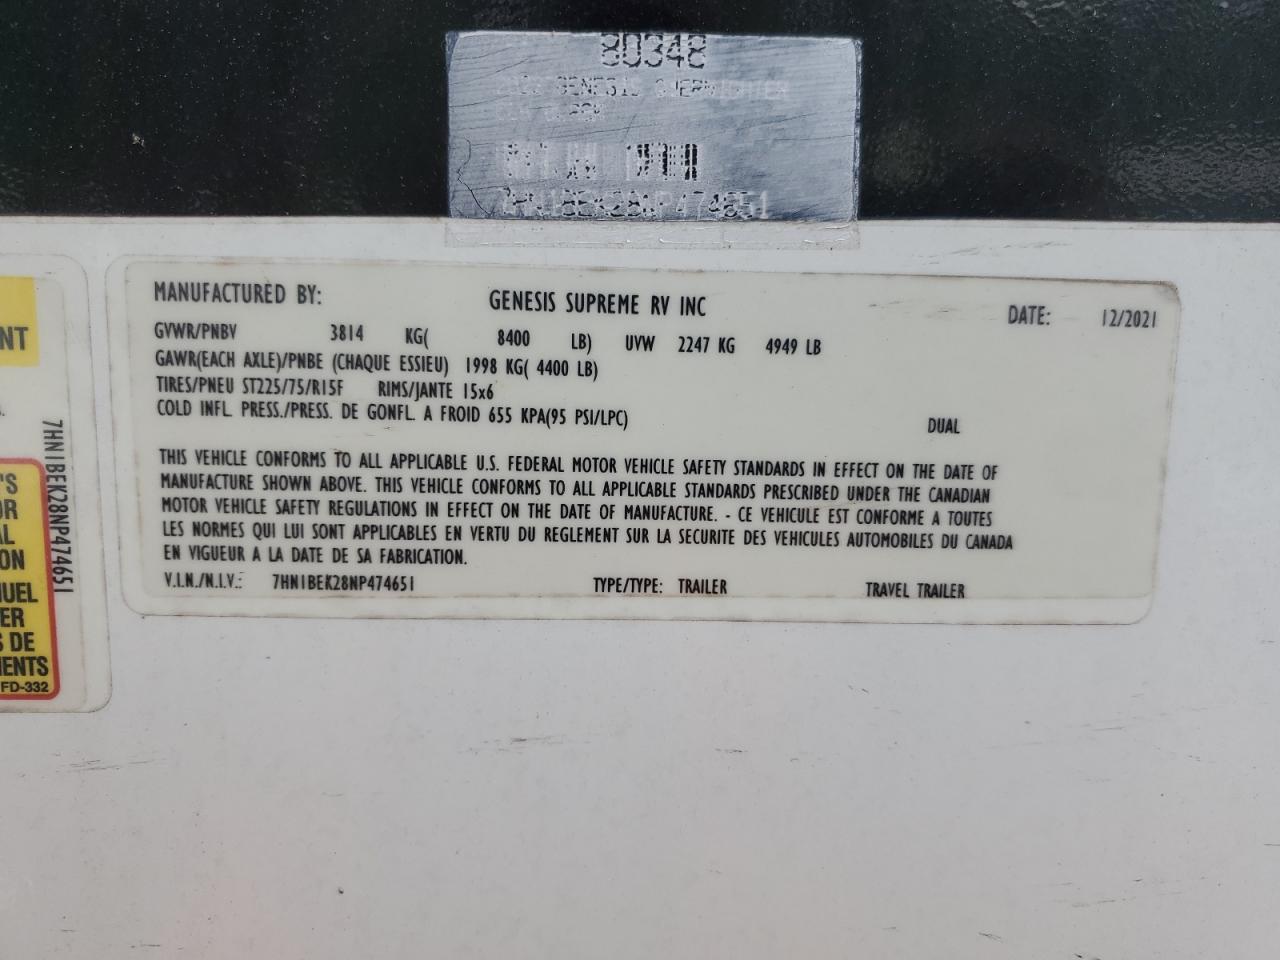 80348
GENESIS
7HN1BEK28NP474651
MANUFACTURED BY: GENESIS SUPREME RV INC DATE: 12/2021
GVWR/PNBV 3814 KG( 8400 LB) UVW 2247 KG 4949 LB
GAWR(EACH AXLE)/PNBE (CHAQUE ESSIEU) 1998 KG( 4400 LB)
TIRES/PNEU ST225/75/R15F RIMS/JANTE 15x6
COLD INFL. PRESS./PRESS. DE GONFL. A FROID 655 KPA(95 PSI/LPC) DUAL
THIS VEHICLE CONFORMS TO ALL APPLICABLE U.S. FEDERAL MOTOR VEHICLE SAFETY STANDARDS IN EFFECT ON THE DATE OF
MANUFACTURE SHOWN ABOVE. THIS VEHICLE CONFORMS TO ALL APPLICABLE STANDARDS PRESCRIBED UNDER THE CANADIAN
MOTOR VEHICLE SAFETY REGULATIONS IN EFFECT ON THE DATE OF MANUFACTURE. - CE VEHICULE EST CONFORME A TOUTES
LES NORMES QUI LUI SONT APPLICABLES EN VERTU DU REGLEMENT SUR LA SECURITE DES VEHICULES AUTOMOBILES DU CANADA
EN VIGUEUR A LA DATE DE SA FABRICATION.
V.I.N./N.I.V.: 7HN1BEK28NP474651 TYPE/TYPE: TRAILER TRAVEL TRAILER
NT
7HN1BEK28NP474651
'S
OR
AL
ON
UEL
ER
S DE
ENTS
FD-332